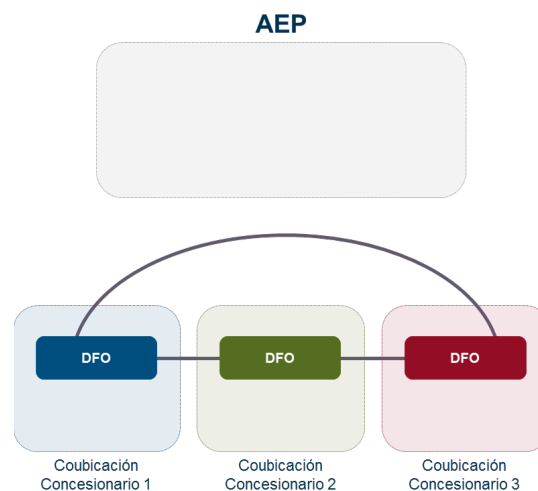 AEP
DFO
DFO
DFO
Coubicación
Concesionario 1
Coubicación
Concesionario 2
Coubicación
Concesionario 3